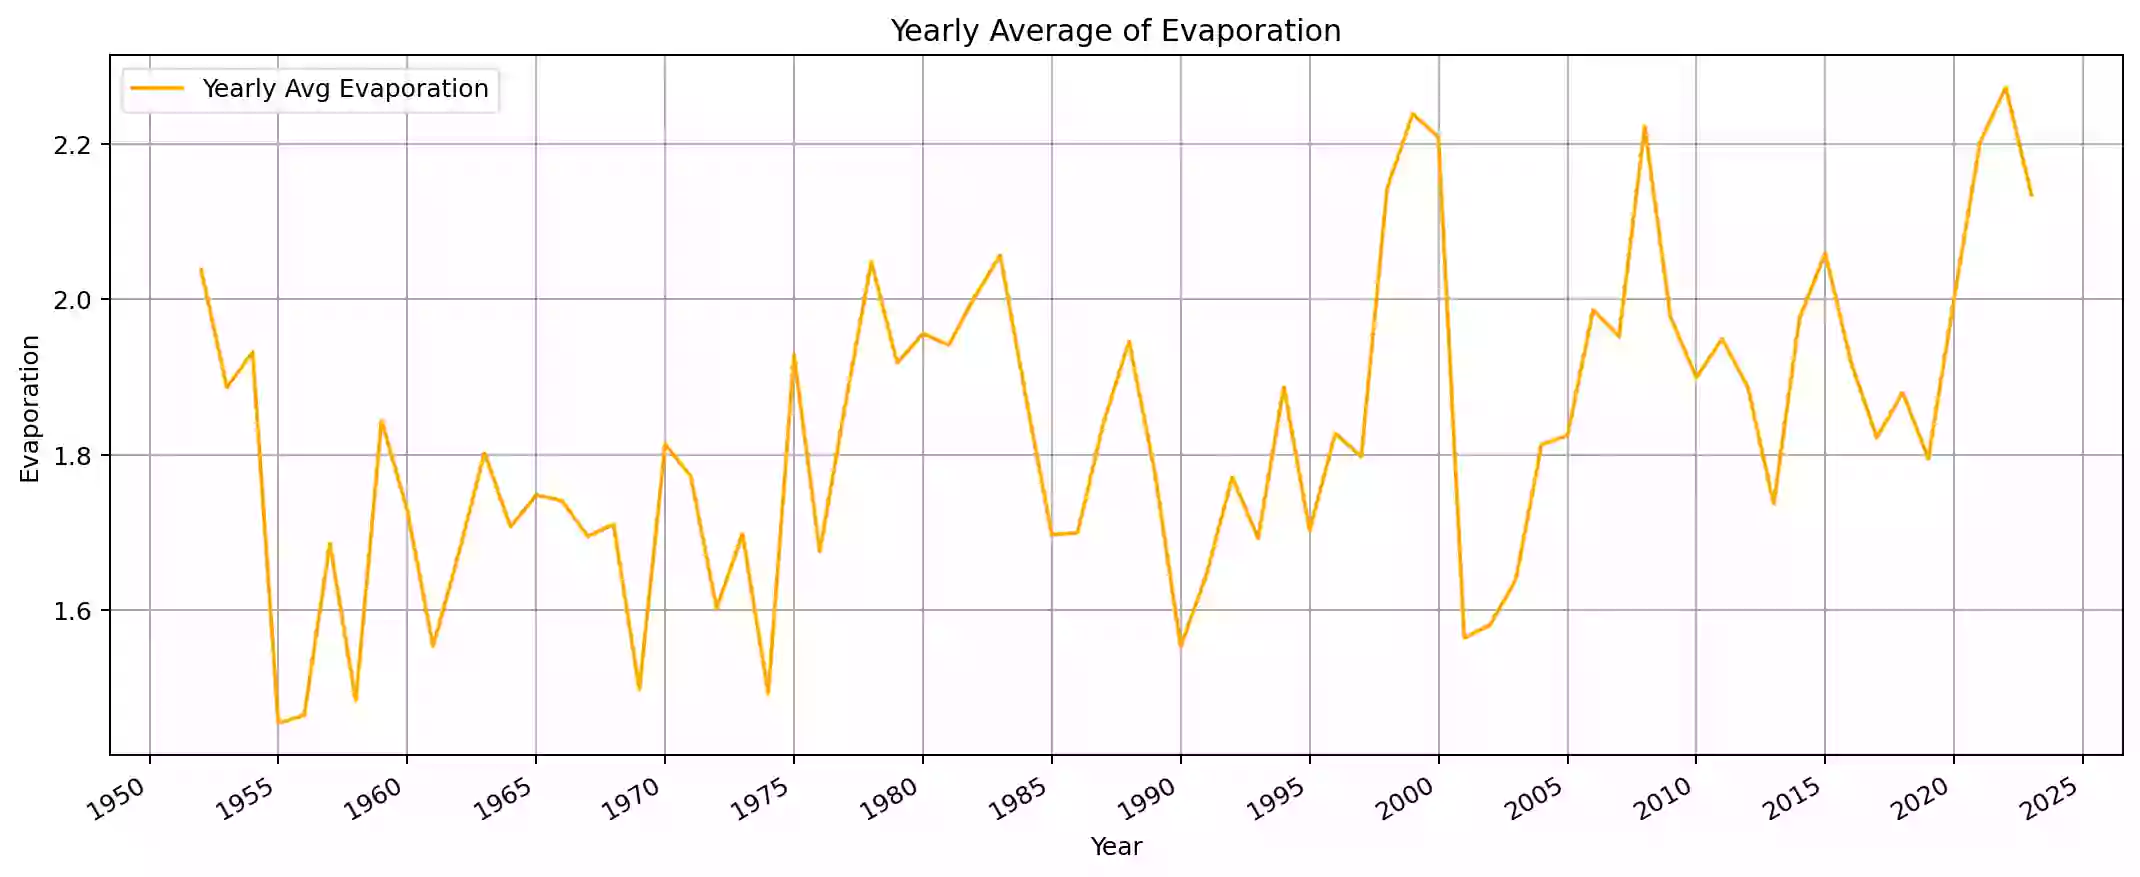 Yearly Average of Evaporation
Yearly Avg Evaporation
2.2
2.0
1.8
1.6
Evaporation
1950 1955 1960 1965 1970 1975 1980 1985 1990 1995 2000 2005 2010 2015 2020 2025
Year